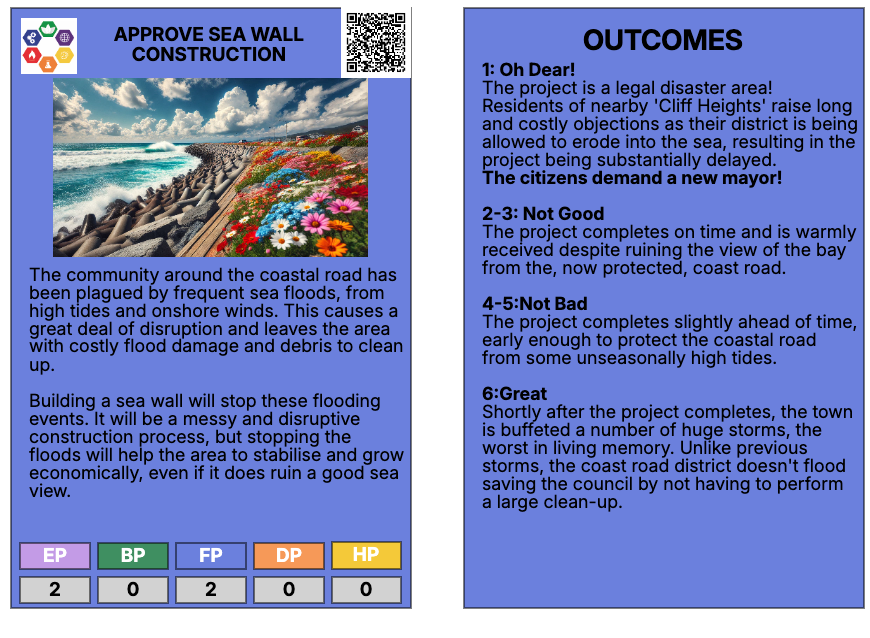 APPROVE SEA WALL
CONSTRUCTION
The community around the coastal road has
been plagued by frequent sea floods, from
high tides and onshore winds. This causes a
great deal of disruption and leaves the area
with costly flood damage and debris to clean
up.
Building a sea wall will stop these flooding
events. It will be a messy and disruptive
construction process, but stopping the
floods will help the area to stabilise and grow
economically, even if it does ruin a good sea
view.
EP BP FP DP HP
2 0 2 0 0
OUTCOMES
1: Oh Dear!
The project is a legal disaster area!
Residents of nearby 'Cliff Heights' raise long
and costly objections as their district is being
allowed to erode into the sea, resulting in the
project being substantially delayed.
The citizens demand a new mayor!
2-3: Not Good
The project completes on time and is warmly
received despite ruining the view of the bay
from the, now protected, coast road.
4-5:Not Bad
The project completes slightly ahead of time,
early enough to protect the coastal road
from some unseasonally high tides.
6:Great
Shortly after the project completes, the town
is buffeted a number of huge storms, the
worst in living memory. Unlike previous
storms, the coast road district doesn't flood
saving the council by not having to perform
a large clean-up.